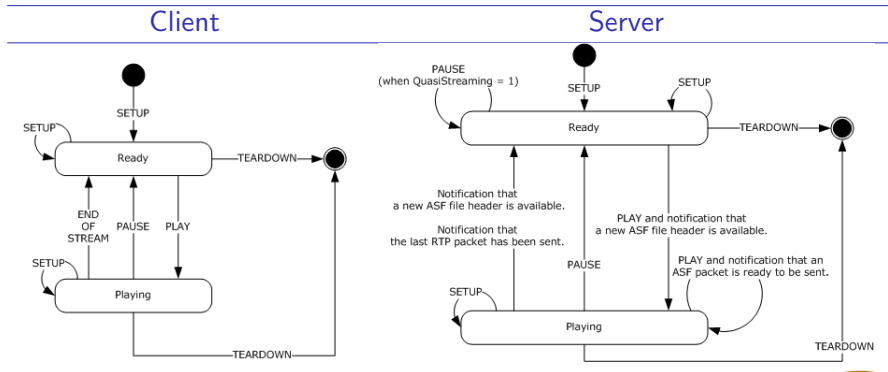 Client
SETUP
SETUP
Ready
TEARDOWN
END
OF
STREAM
PAUSE
PLAY
SETUP
Playing
TEARDOWN
Server
PAUSE
(when QuasiStreaming = 1)
SETUP
SETUP
Ready
TEARDOWN
Notification that
a new ASF file header is available.
Notification that
the last RTP packet has been sent.
PAUSE
PLAY and notification that
a new ASF file header is available.
PLAY and notification that an
ASF packet is ready to be sent.
SETUP
Playing
TEARDOWN